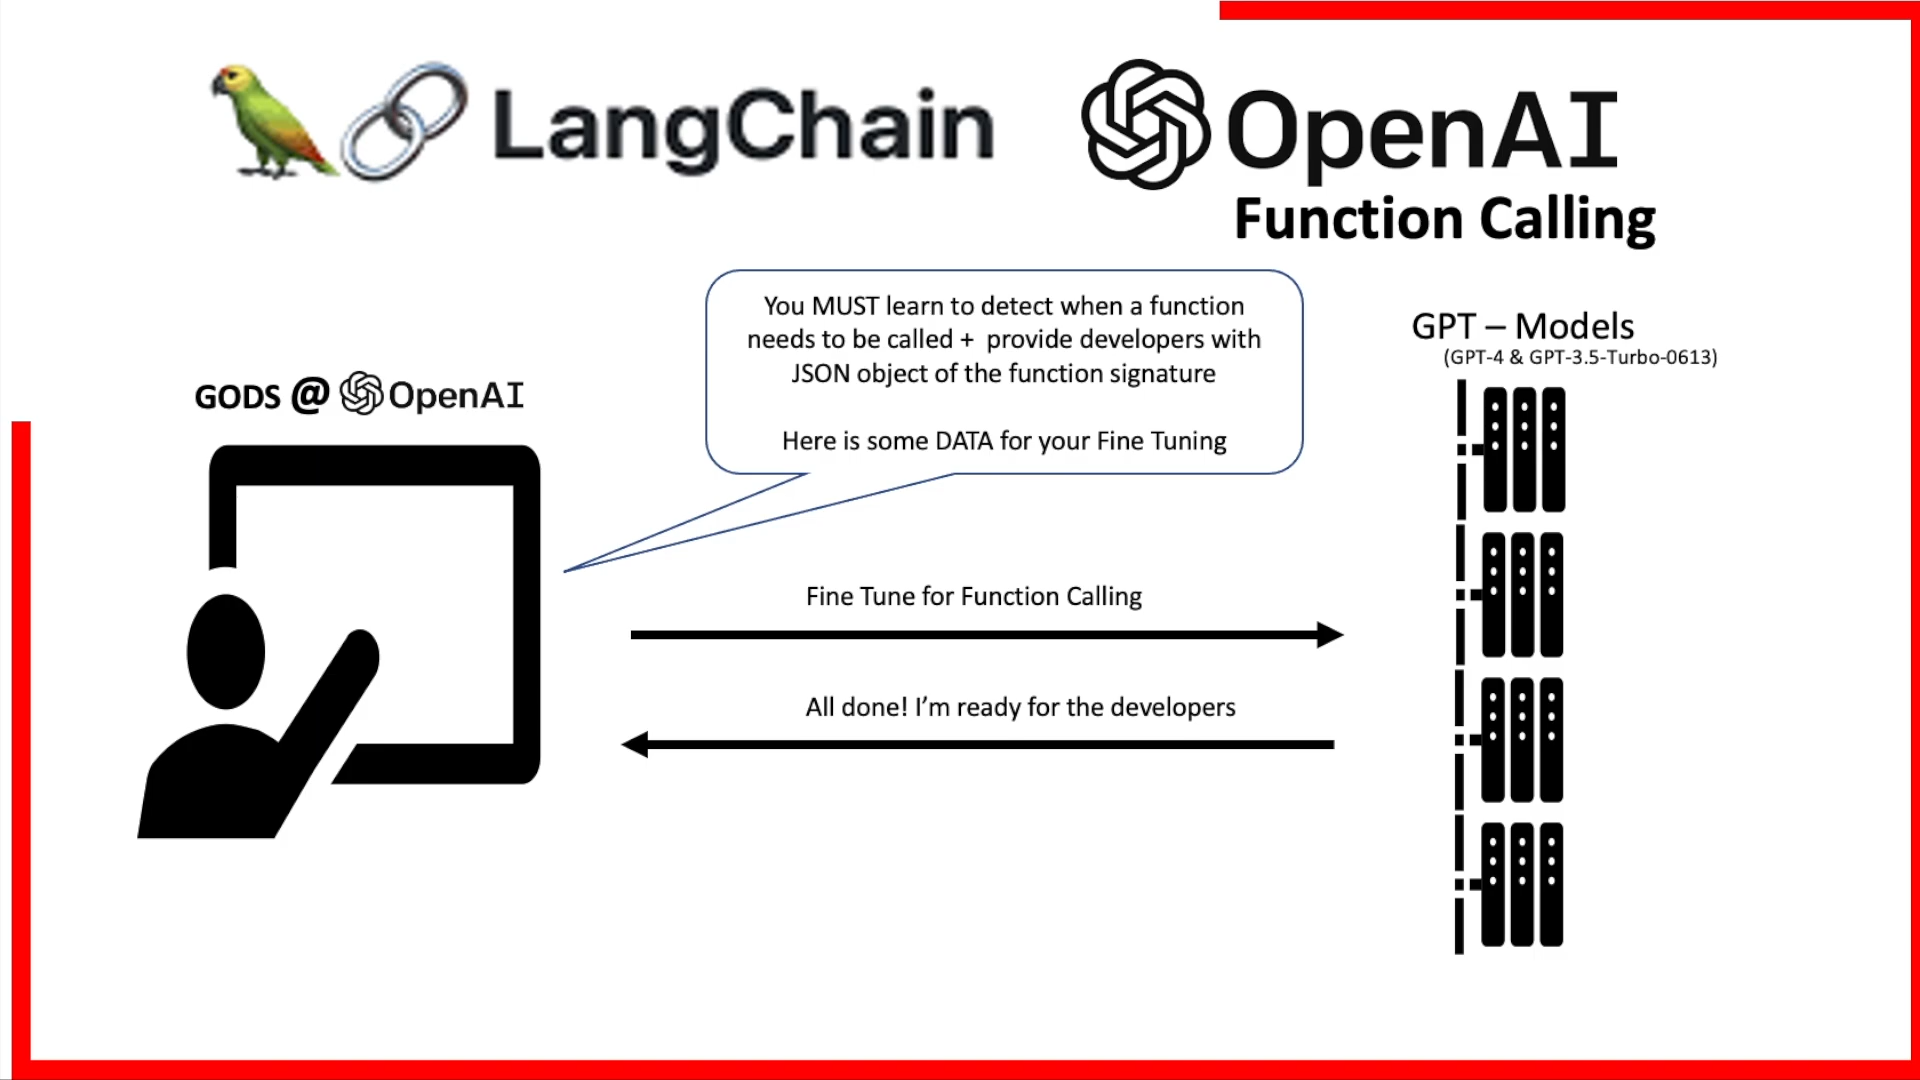 LangChain
OpenAI
Function Calling
You MUST learn to detect when a function
needs to be called + provide developers with
JSON object of the function signature
Here is some DATA for your Fine Tuning
GPT – Models
(GPT-4 & GPT-3.5-Turbo-0613)
GODS @ OpenAI
Fine Tune for Function Calling
All done! I’m ready for the developers